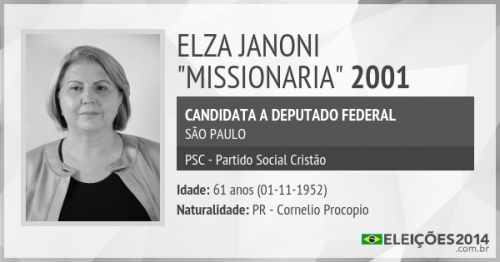 ELZA JANONI
"MISSIONARIA" 2001
CANDIDATA A DEPUTADO FEDERAL
SÃO PAULO
PSC - Partido Social Cristão
Idade: 61 anos (01-11-1952)
Naturalidade: PR - Cornelio Procopio
ELEIÇÕES2014
.com.br